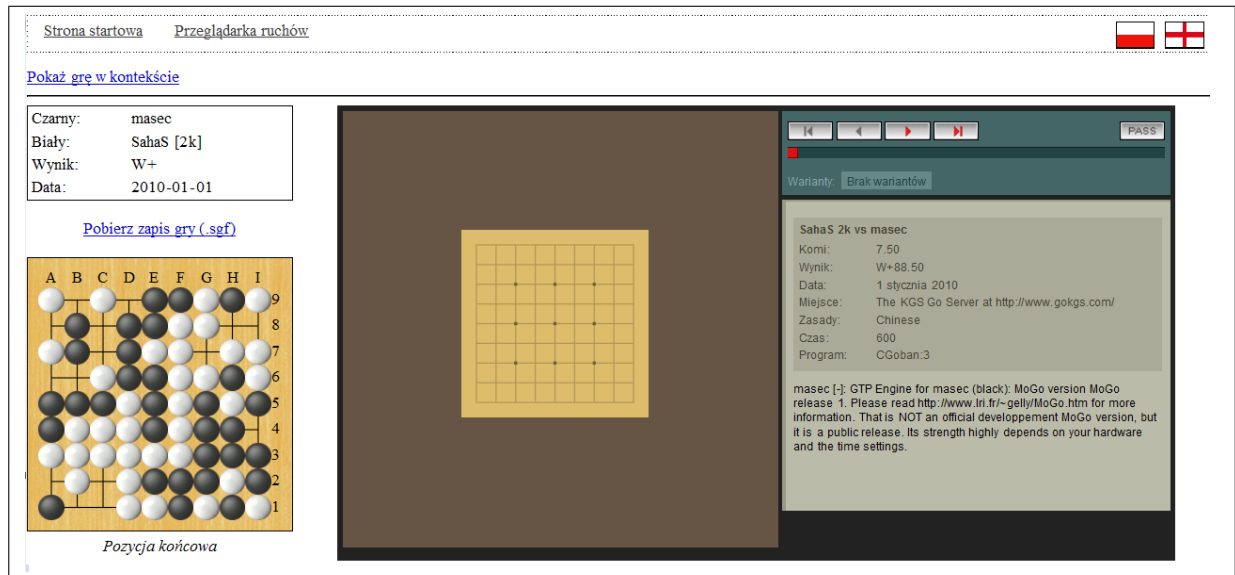 Strona startowa Przeglądarka ruchów
Pokaż grę w kontekście
Czarny: masec
Biały: SahaS [2k]
Wynik: W+
Data: 2010-01-01
Pobierz zapis gry (.sgf)
A B C D E F G H I
9
8
7
6
5
4
3
2
1
Pozycja końcowa
PASS
Warianty: Brak wariantów
SahaS 2k vs masec
Komi: 7.50
Wynik: W+88.50
Data: 1 stycznia 2010
Miejsce: The KGS Go Server at http://www.gokgs.com/
Zasady: Chinese
Czas: 600
Program: CGoban:3
masec [-]: GTP Engine for masec (black): MoGo version MoGo
release 1. Please read http://www.lri.fr/~gelly/MoGo.htm for more
information. That is NOT an official developpement MoGo version, but
it is a public release. Its strength highly depends on your hardware
and the time settings.